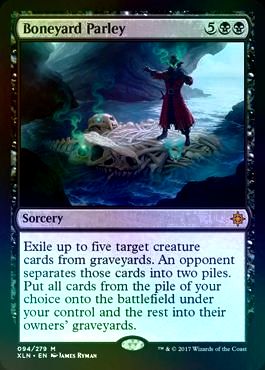 Boneyard Parley 5
Sorcery
Exile up to five target creature
cards from graveyards. An opponent
separates those cards into two piles.
Put all cards from the pile of your
choice onto the battlefield under
your control and the rest into their
owners' graveyards.
094/279 M
XLN • EN JAMES RYMAN
™ & © 2017 Wizards of the Coast